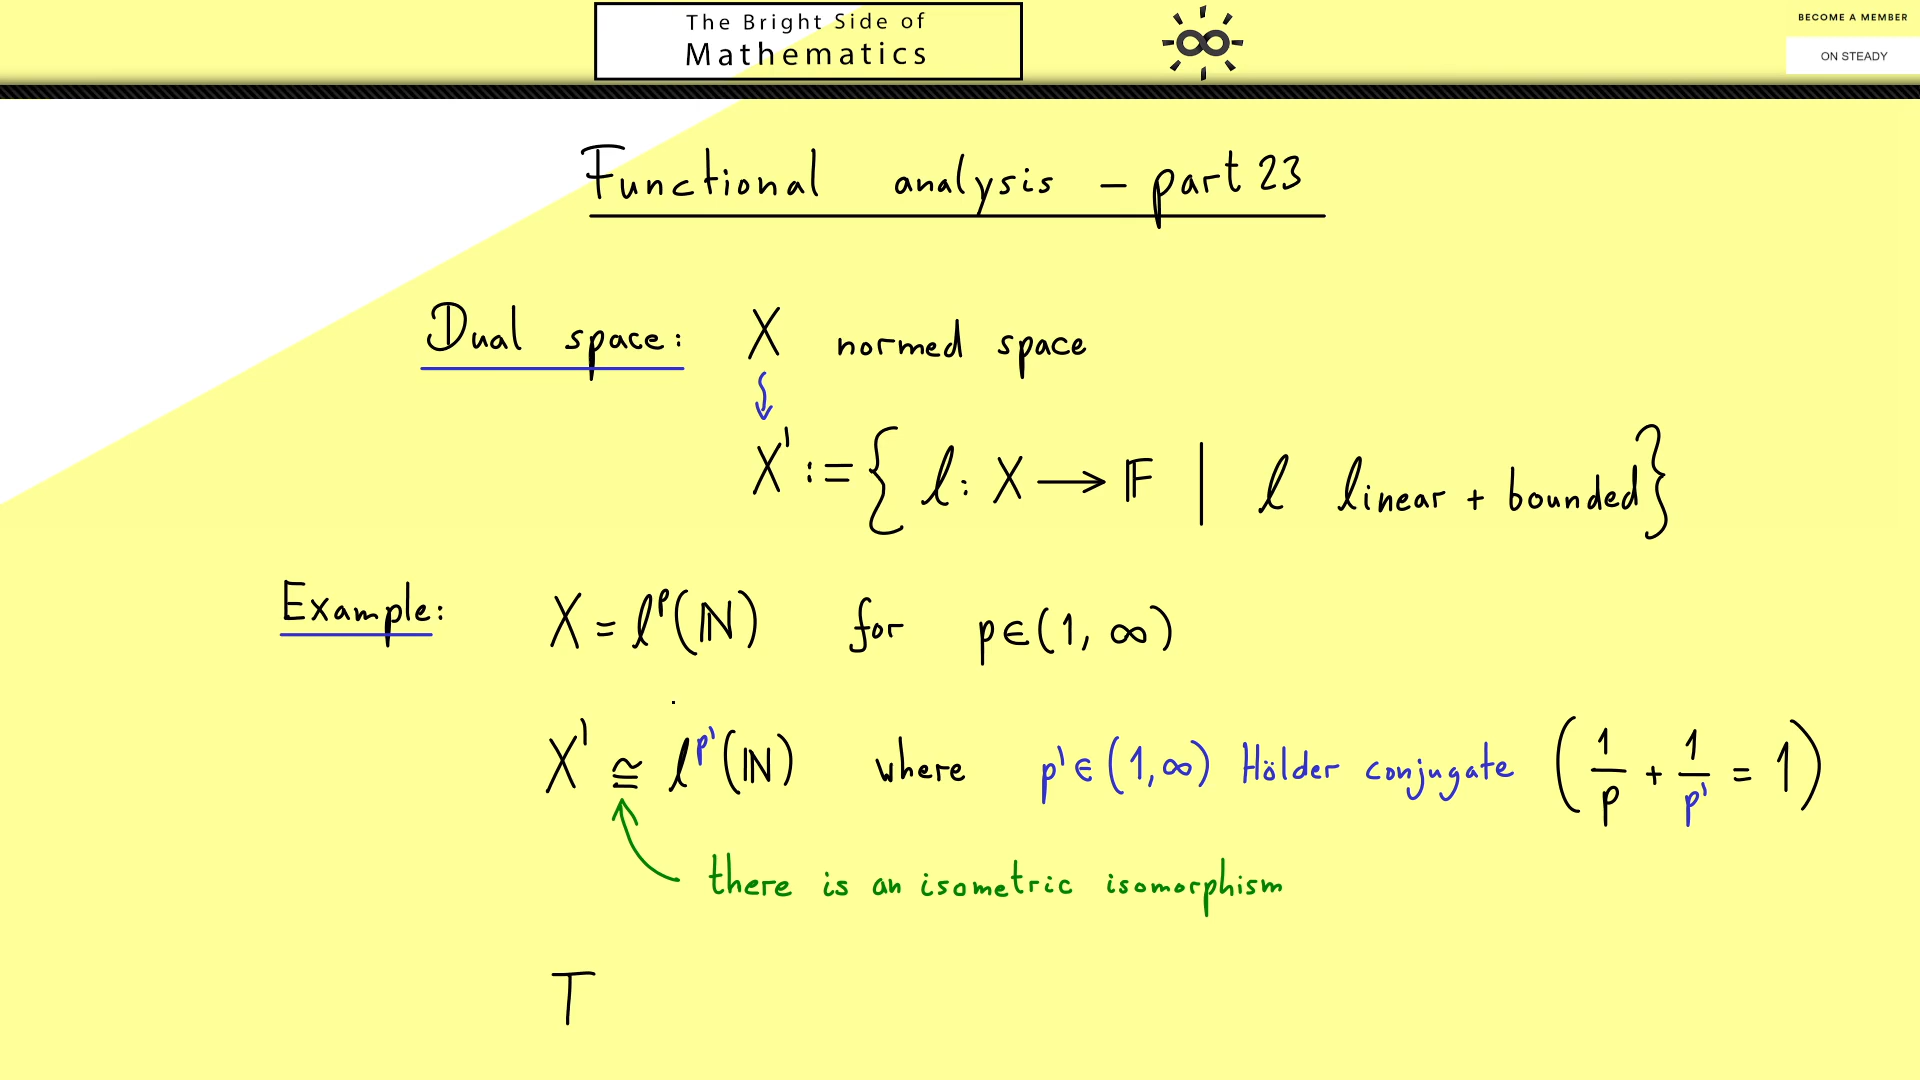 The Bright Side of
Mathematics
BECOME A MEMBER
ON STEADY
Functional analysis – part 23
Dual space: X normed space
X' := { l: X ⟶ 𝔽 | l linear + bounded }
Example: X = l^p(ℕ) for p ∈ (1, ∞)
X' ≅ l^p'(ℕ) where p' ∈ (1, ∞) Hölder conjugate (1/p + 1/p' = 1)
there is an isometric isomorphism
T